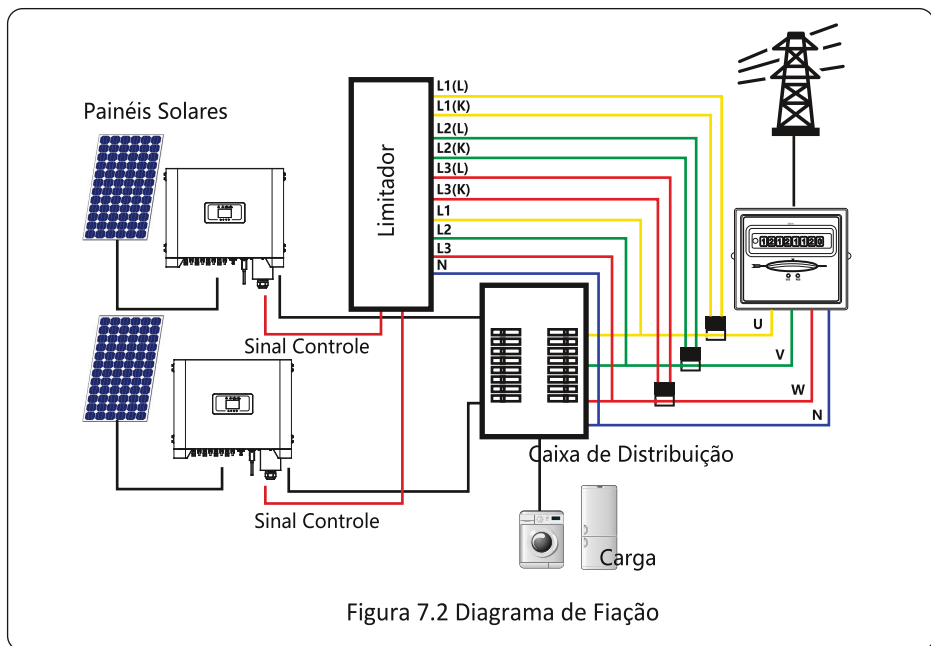 Painéis Solares
Limitador
L1(L)
L1(K)
L2(L)
L2(K)
L3(L)
L3(K)
L1
L2
L3
N
12121120
U
V
W
N
Sinal Controle
Caixa de Distribuição
Sinal Controle
Carga
Figura 7.2 Diagrama de Fiação